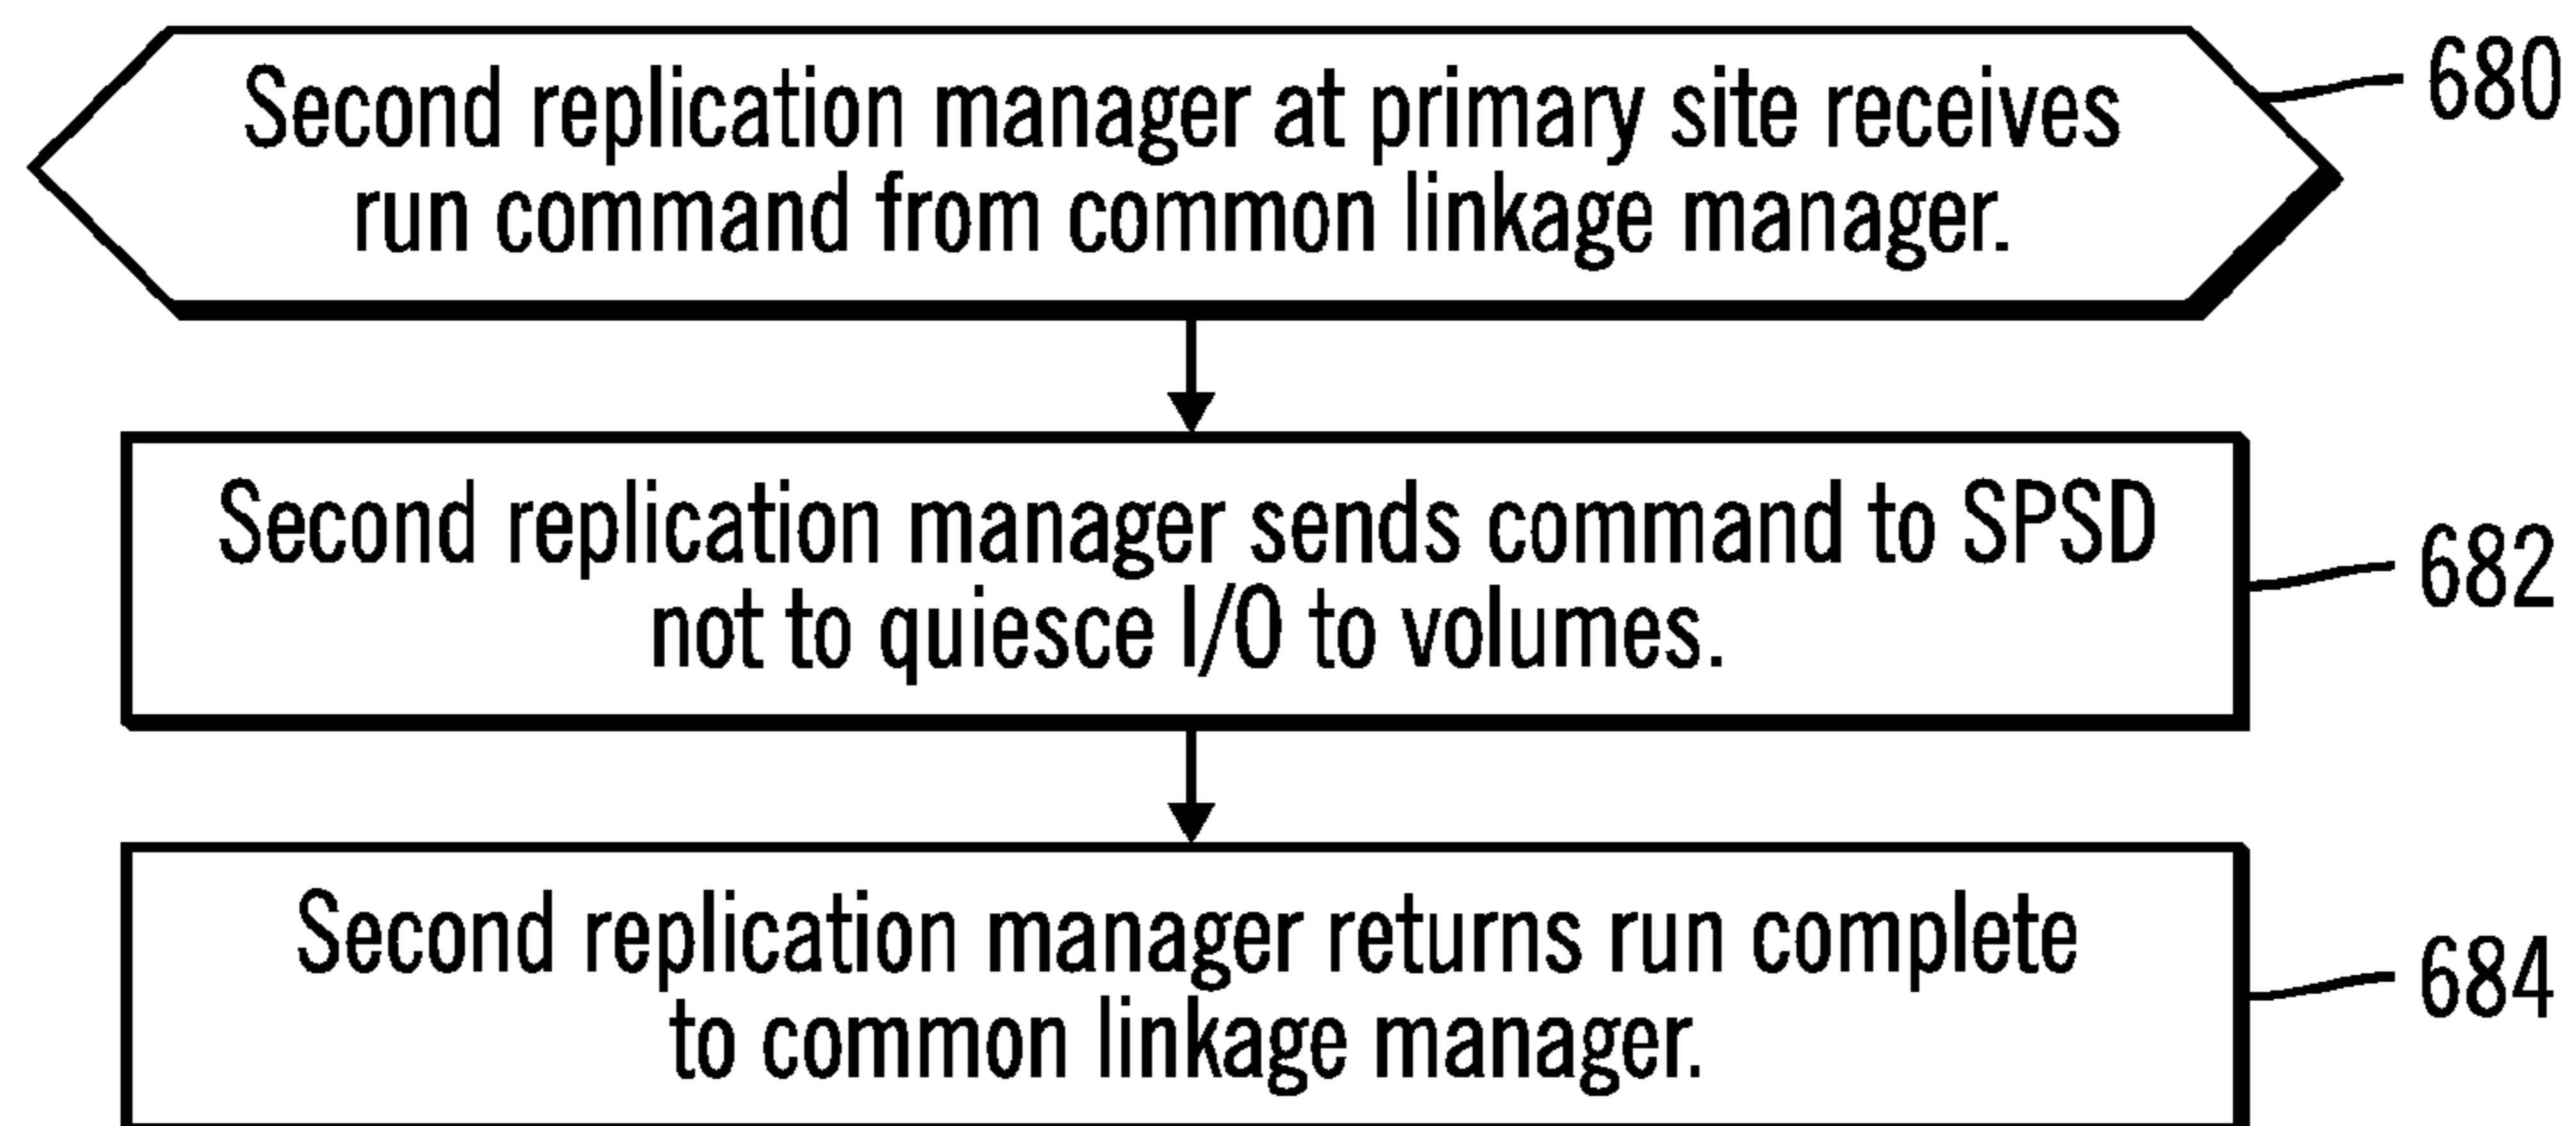 Second replication manager at primary site receives
run command from common linkage manager.
680
Second replication manager sends command to SPSD
not to quiesce I/O to volumes.
682
Second replication manager returns run complete
to common linkage manager.
684